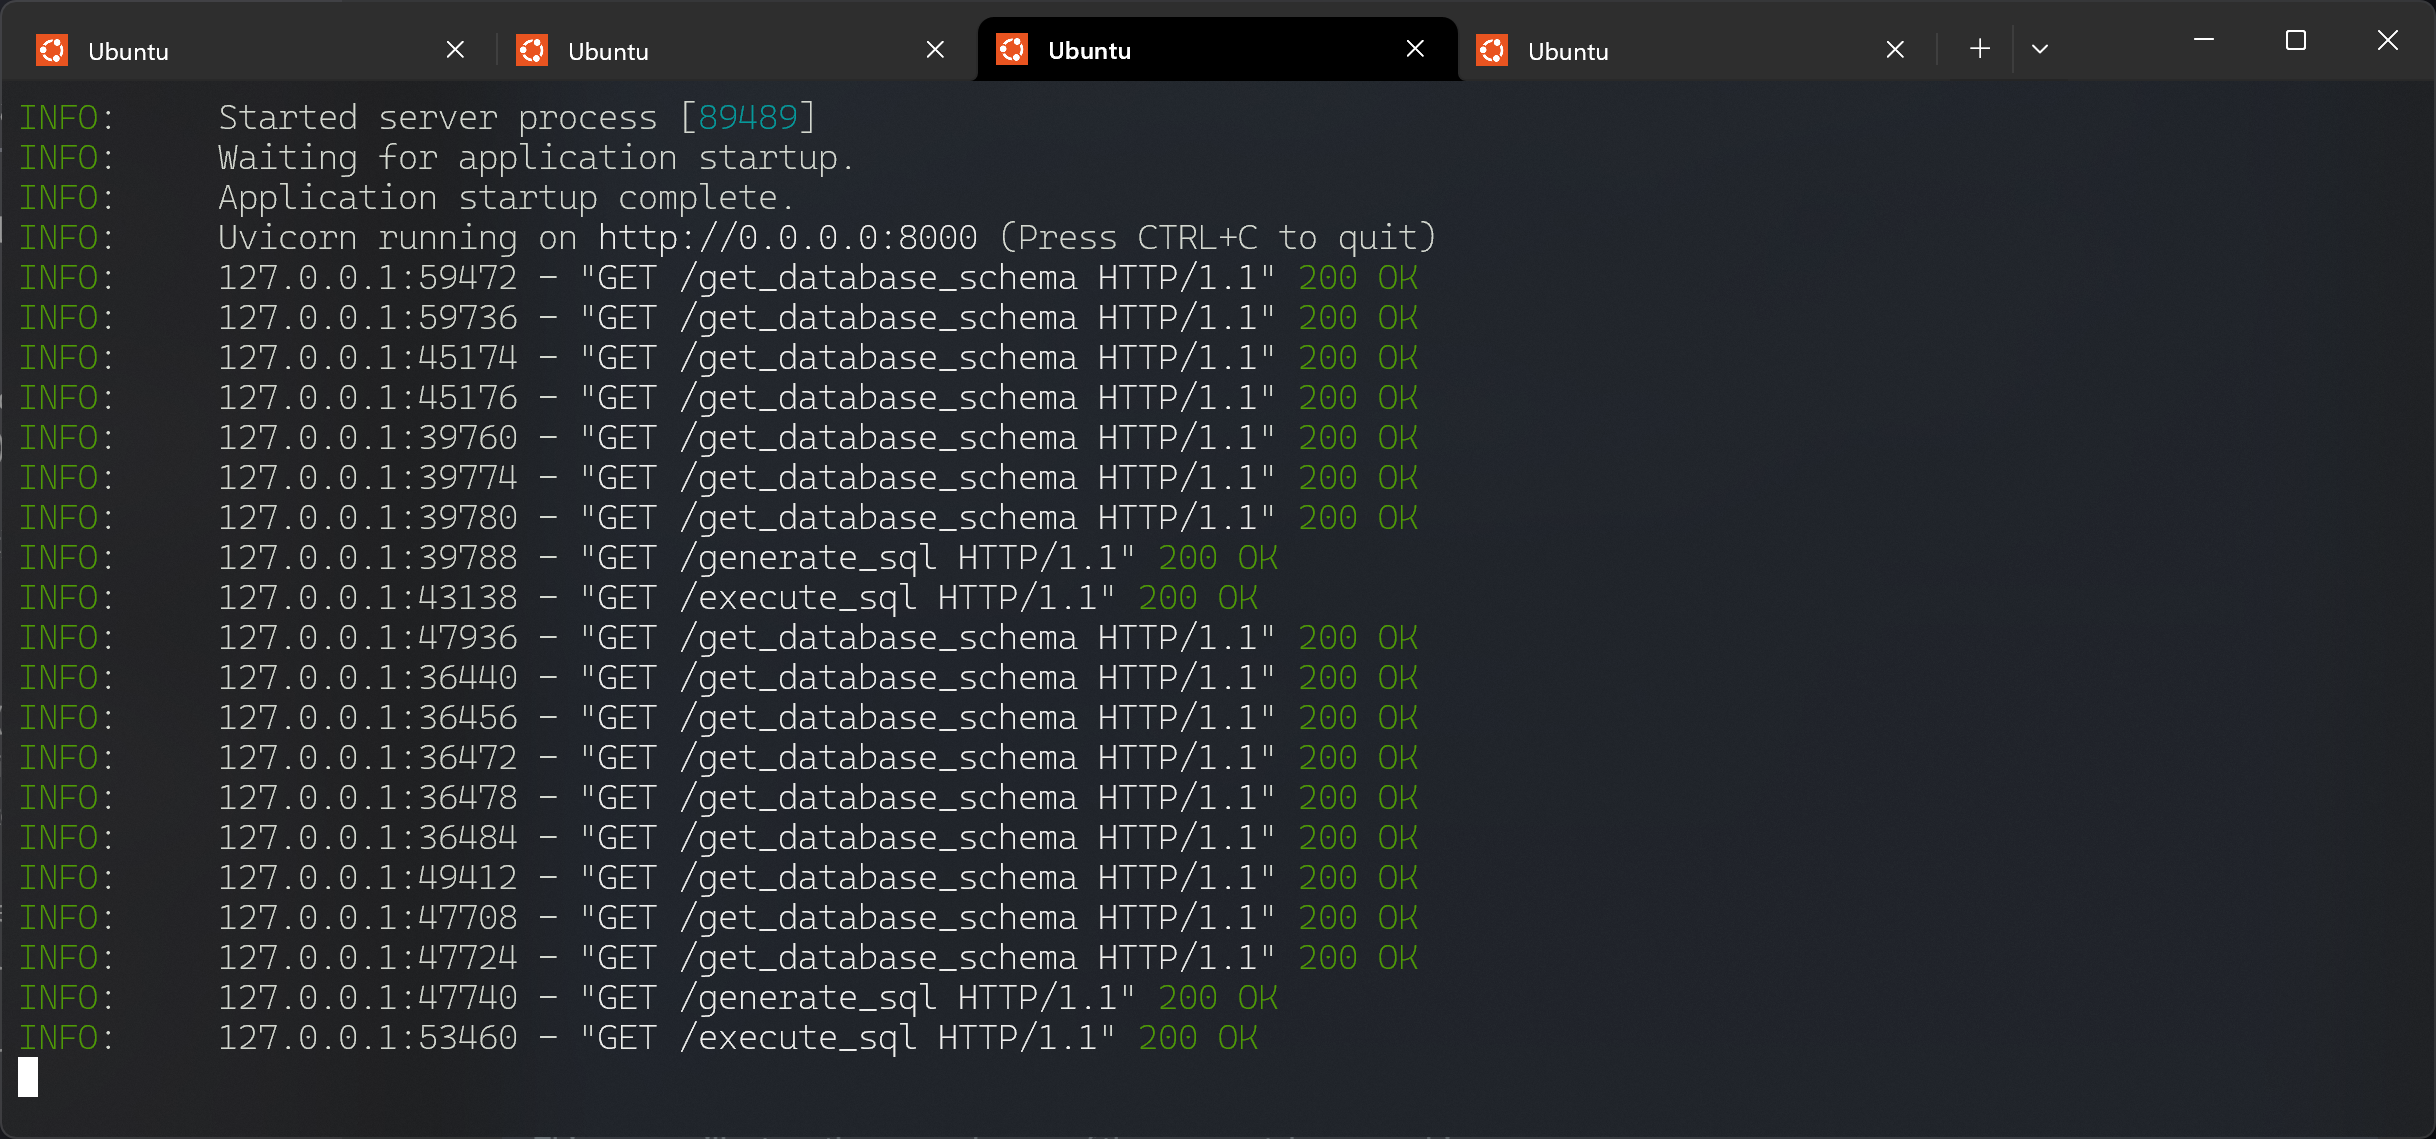 Ubuntu Ubuntu Ubuntu Ubuntu
INFO:     Started server process [89489]
INFO:     Waiting for application startup.
INFO:     Application startup complete.
INFO:     Uvicorn running on http://0.0.0.0:8000 (Press CTRL+C to quit)
INFO:     127.0.0.1:59472 - "GET /get_database_schema HTTP/1.1" 200 OK
INFO:     127.0.0.1:59736 - "GET /get_database_schema HTTP/1.1" 200 OK
INFO:     127.0.0.1:45174 - "GET /get_database_schema HTTP/1.1" 200 OK
INFO:     127.0.0.1:45176 - "GET /get_database_schema HTTP/1.1" 200 OK
INFO:     127.0.0.1:39760 - "GET /get_database_schema HTTP/1.1" 200 OK
INFO:     127.0.0.1:39774 - "GET /get_database_schema HTTP/1.1" 200 OK
INFO:     127.0.0.1:39780 - "GET /get_database_schema HTTP/1.1" 200 OK
INFO:     127.0.0.1:39788 - "GET /generate_sql HTTP/1.1" 200 OK
INFO:     127.0.0.1:43138 - "GET /execute_sql HTTP/1.1" 200 OK
INFO:     127.0.0.1:47936 - "GET /get_database_schema HTTP/1.1" 200 OK
INFO:     127.0.0.1:36440 - "GET /get_database_schema HTTP/1.1" 200 OK
INFO:     127.0.0.1:36456 - "GET /get_database_schema HTTP/1.1" 200 OK
INFO:     127.0.0.1:36472 - "GET /get_database_schema HTTP/1.1" 200 OK
INFO:     127.0.0.1:36478 - "GET /get_database_schema HTTP/1.1" 200 OK
INFO:     127.0.0.1:36484 - "GET /get_database_schema HTTP/1.1" 200 OK
INFO:     127.0.0.1:49412 - "GET /get_database_schema HTTP/1.1" 200 OK
INFO:     127.0.0.1:47708 - "GET /get_database_schema HTTP/1.1" 200 OK
INFO:     127.0.0.1:47724 - "GET /get_database_schema HTTP/1.1" 200 OK
INFO:     127.0.0.1:47740 - "GET /generate_sql HTTP/1.1" 200 OK
INFO:     127.0.0.1:53460 - "GET /execute_sql HTTP/1.1" 200 OK